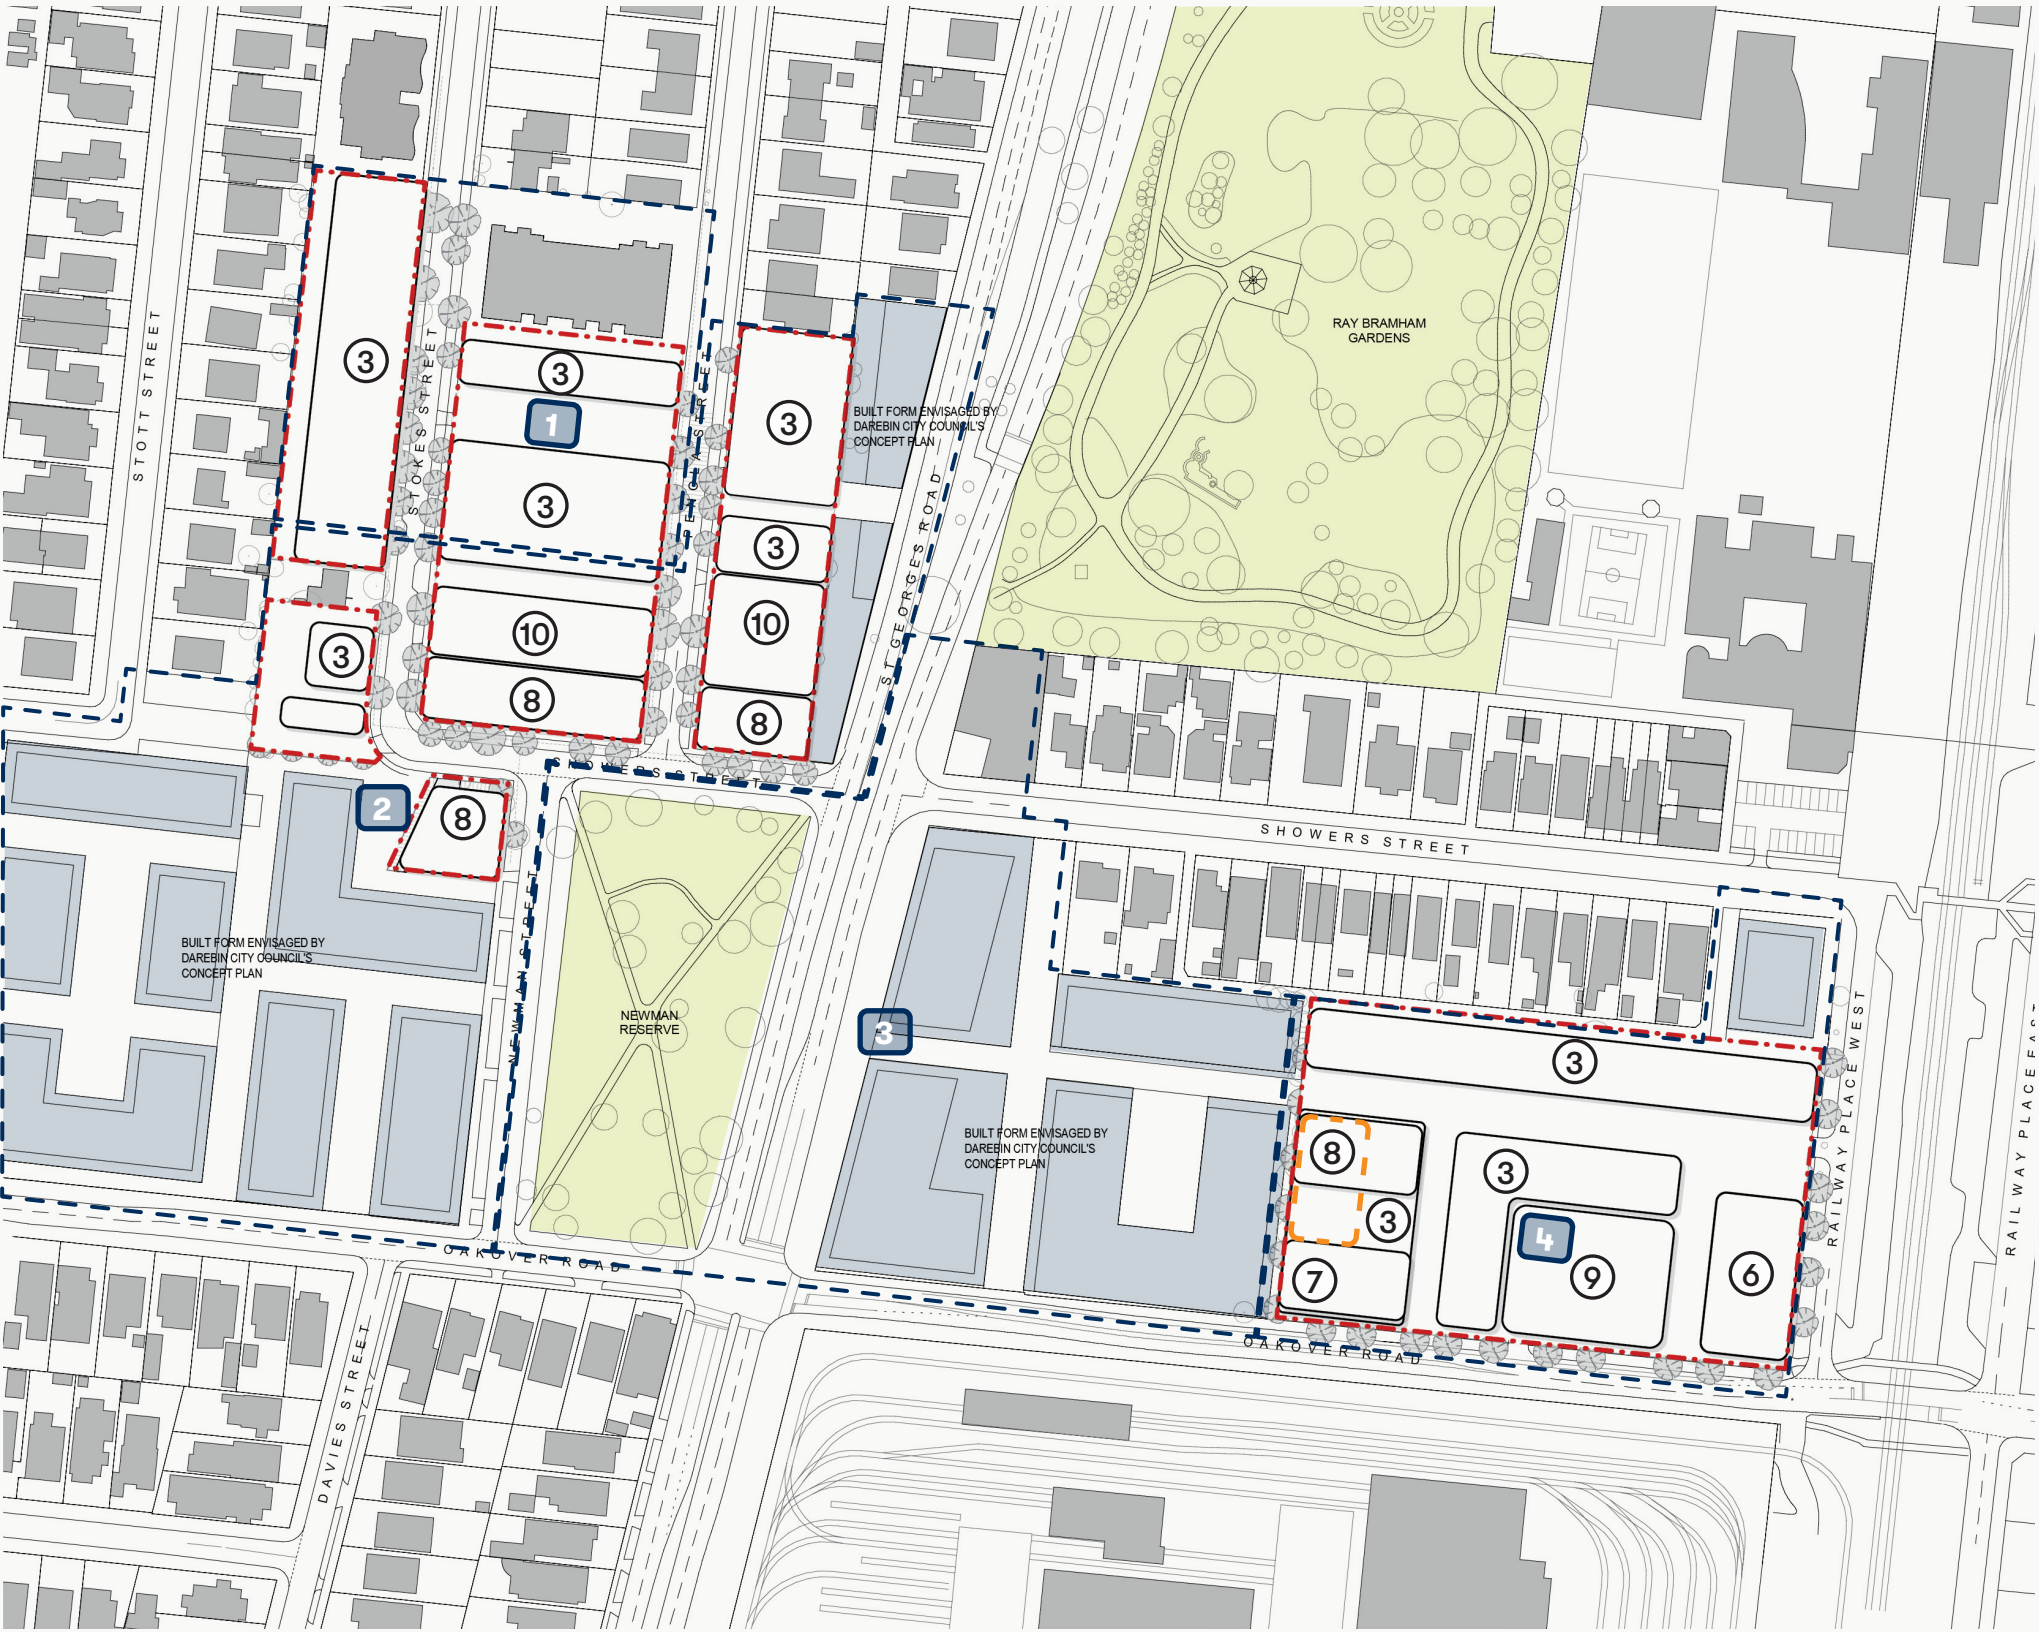 RAY BRAMHAM
GARDENS
STOTT STREET
STOKES STREET
PENOLA STREET
ST GEORGES ROAD
3
3
1
3
3
BUILT FORM ENVISAGED BY
DAREBIN CITY COUNCIL'S
CONCEPT PLAN
3
10
10
3
8
8
SHOWERS STREET
2
8
SHOWERS STREET
BUILT FORM ENVISAGED BY
DAREBIN CITY COUNCIL'S
CONCEPT PLAN
NEWMAN STREET
NEWMAN
RESERVE
3
BUILT FORM ENVISAGED BY
DAREBIN CITY COUNCIL'S
CONCEPT PLAN
3
8
3
3
7
4
9
6
RAILWAY PLACE WEST
RAILWAY PLACE EAST
OAKOVER ROAD
OAKOVER ROAD
DAVIES STREET